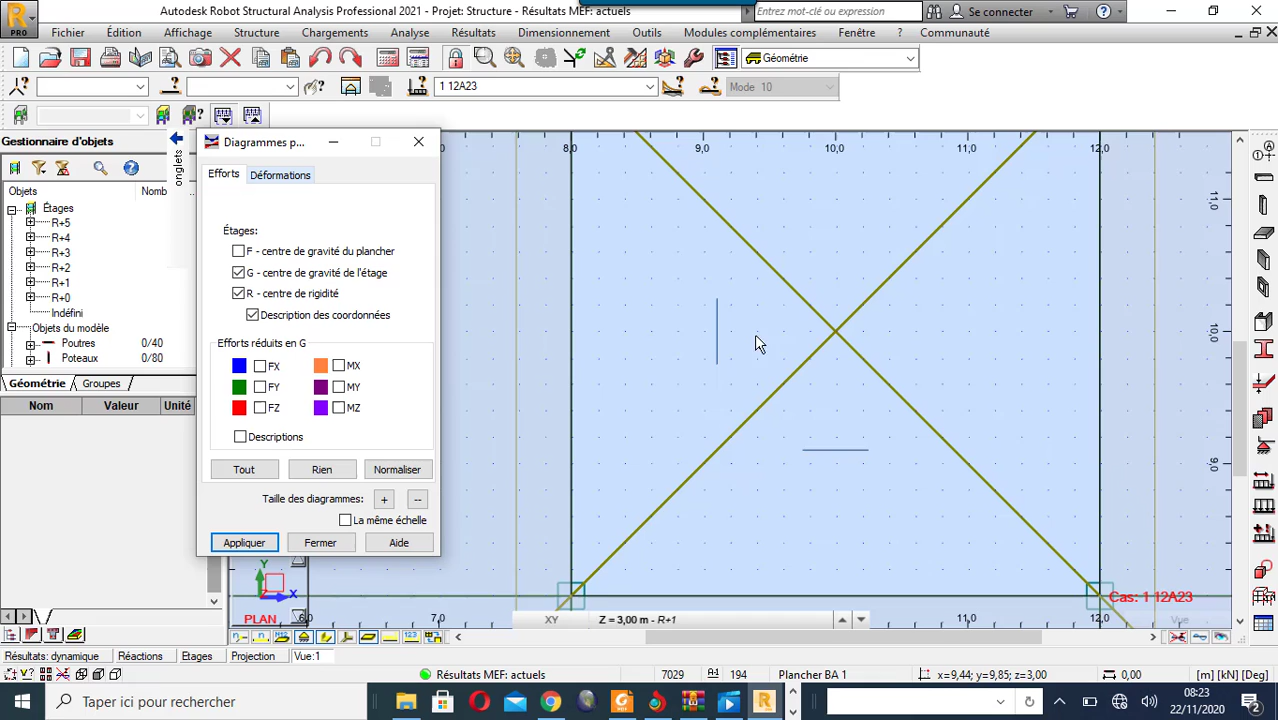 PRO
Autodesk Robot Structural Analysis Professional 2021 - Projet: Structure - Résultats MEF: actuels
Entrez mot-clé ou expression
Se connecter
?
Fichier Édition Affichage Structure Chargements Analyse Résultats Dimensionnement Outils Modules complémentaires Fenêtre ? Communauté
Géométrie
1 12A23
Mode 10
Gestionnaire d'objets
onglets
Objets Nomb
Étages
R+5
R+4
R+3
R+2
R+1
R+0
Indéfini
Objets du modèle
Poutres 0/40
Poteaux 0/80
Géométrie Groupes
Nom Valeur Unité
Diagrammes p...
Efforts Déformations
Étages:
F - centre de gravité du plancher
G - centre de gravité de l'étage
R - centre de rigidité
Description des coordonnées
Efforts réduits en G
FX MX
FY MY
FZ MZ
Descriptions
Tout Rien Normaliser
Taille des diagrammes: + --
La même échelle
Appliquer Fermer Aide
8,0 9,0 10,0 11,0 12,0
11,0
10,0
9,0
Y
X
Cas: 1 12A23
PLAN 6,0 7,0 XY Z = 3,00 m - R+1 11,0 Vue
Résultats: dynamique Réactions Etages Projection Vue:1
Résultats MEF: actuels 7029 194 Plancher BA 1 x=9,44; y=9,85; z=3,00 0,00 [m] [kN] [Deg]
Taper ici pour rechercher
08:23
22/11/2020
2